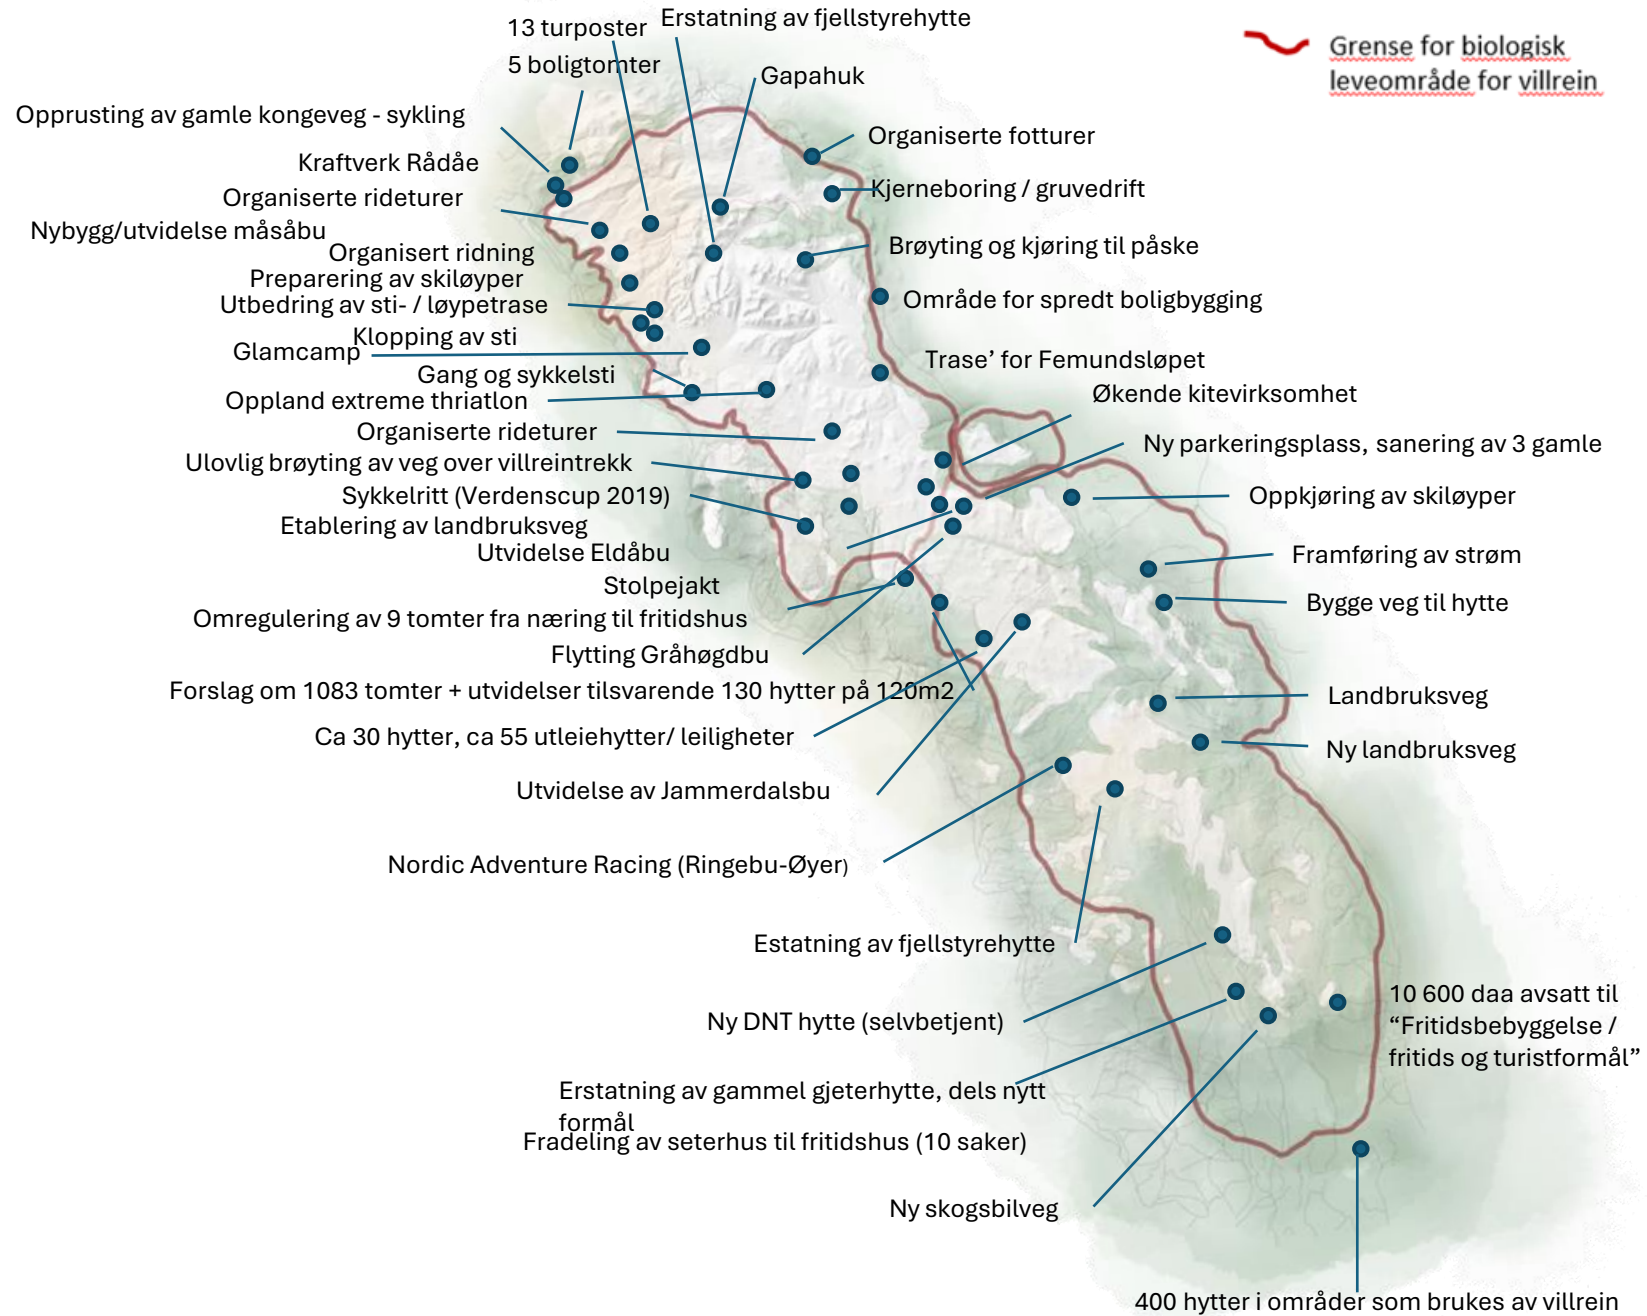 13 turposter
Erstatning av fjellstyrehytte
Grense for biologisk
leveområde for villrein
5 boligtomter
Gapahuk
Opprusting av gamle kongeveg - sykling
Organiserte fotturer
Kraftverk Rådåe
Kjerneboring / gruvedrift
Organiserte rideturer
Nybygg/utvidelse måsåbu
Organisert ridning
Brøyting og kjøring til påske
Preparering av skiløyper
Utbedring av sti- / løypetrase
Område for spredt boligbygging
Klopping av sti
Glamcamp
Trase’ for Femundsløpet
Gang og sykkelsti
Økende kitevirksomhet
Oppland extreme thriatlon
Organiserte rideturer
Ny parkeringsplass, sanering av 3 gamle
Ulovlig brøyting av veg over villreintrekk
Sykkelritt (Verdenscup 2019)
Oppkjøring av skiløyper
Etablering av landbruksveg
Utvidelse Eldåbu
Framføring av strøm
Stolpejakt
Bygge veg til hytte
Omregulering av 9 tomter fra næring til fritidshus
Flytting Gråhøgdbu
Forslag om 1083 tomter + utvidelser tilsvarende 130 hytter på 120m2
Landbruksveg
Ca 30 hytter, ca 55 utleiehytter/ leiligheter
Ny landbruksveg
Utvidelse av Jammerdalsbu
Nordic Adventure Racing (Ringebu-Øyer)
Estatning av fjellstyrehytte
10 600 daa avsatt til
“Fritidsbebyggelse /
fritids og turistformål”
Ny DNT hytte (selvbetjent)
Erstatning av gammel gjeterhytte, dels nytt
formål
Fradeling av seterhus til fritidshus (10 saker)
Ny skogsbilveg
400 hytter i områder som brukes av villrein